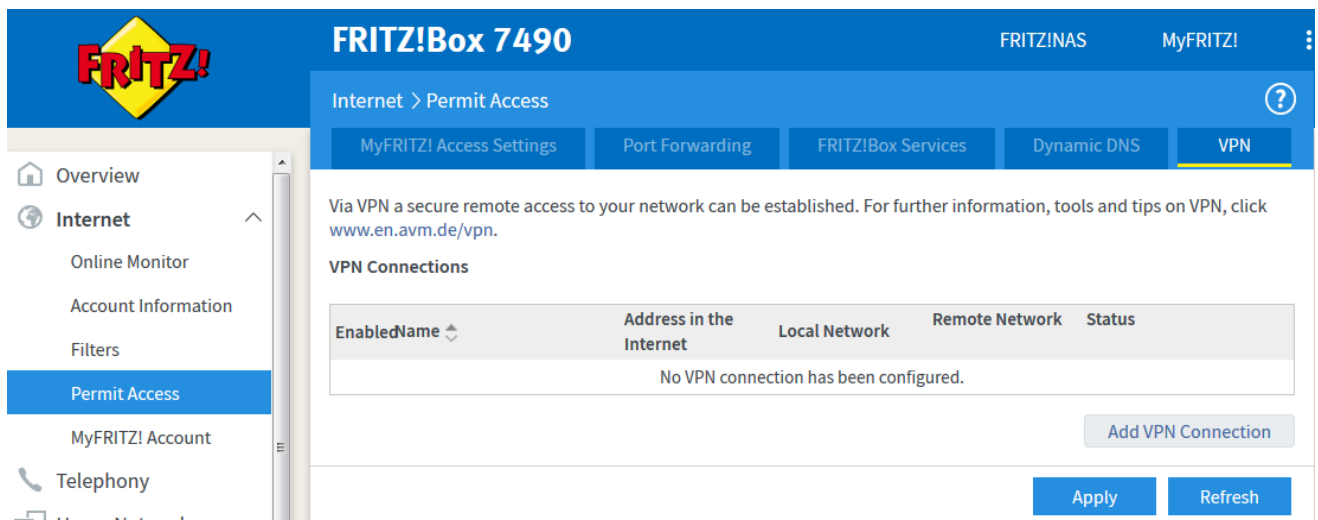 FRITZ!
FRITZ!Box 7490
FRITZ!NAS
MyFRITZ!
Internet > Permit Access
?
MyFRITZ! Access Settings
Port Forwarding
FRITZ!Box Services
Dynamic DNS
VPN
Overview
Internet
Online Monitor
Account Information
Filters
Permit Access
MyFRITZ! Account
Telephony
Via VPN a secure remote access to your network can be established. For further information, tools and tips on VPN, click
www.en.avm.de/vpn.
VPN Connections
Enabled
Name
Address in the
Internet
Local Network
Remote Network
Status
No VPN connection has been configured.
Add VPN Connection
Apply
Refresh